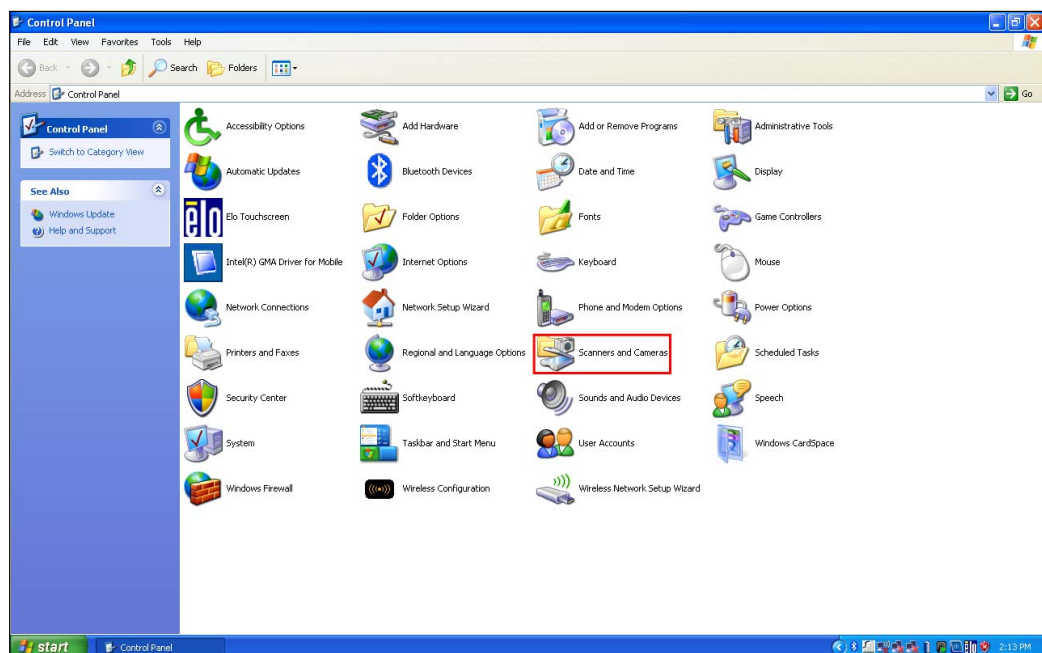 Control Panel
File Edit View Favorites Tools Help
Back Search Folders
Address Control Panel Go
Control Panel
Switch to Category View
See Also
Windows Update
Help and Support
Accessibility Options Add Hardware Add or Remove Programs Administrative Tools
Automatic Updates Bluetooth Devices Date and Time Display
elo Elo Touchscreen Folder Options Fonts Game Controllers
Intel(R) GMA Driver for Mobile Internet Options Keyboard Mouse
Network Connections Network Setup Wizard Phone and Modem Options Power Options
Printers and Faxes Regional and Language Options Scanners and Cameras Scheduled Tasks
Security Center Softkeyboard Sounds and Audio Devices Speech
System Taskbar and Start Menu User Accounts Windows CardSpace
Windows Firewall Wireless Configuration Wireless Network Setup Wizard
start Control Panel elo 2:13 PM